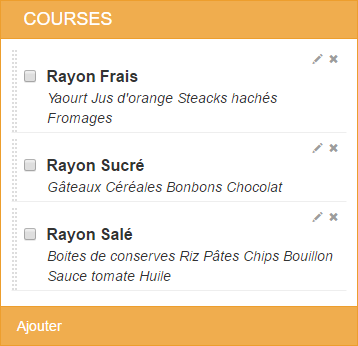 COURSES
Rayon Frais
Yaourt Jus d'orange Steacks hachés
Fromages
Rayon Sucré
Gâteaux Céréales Bonbons Chocolat
Rayon Salé
Boites de conserves Riz Pâtes Chips Bouillon
Sauce tomate Huile
Ajouter